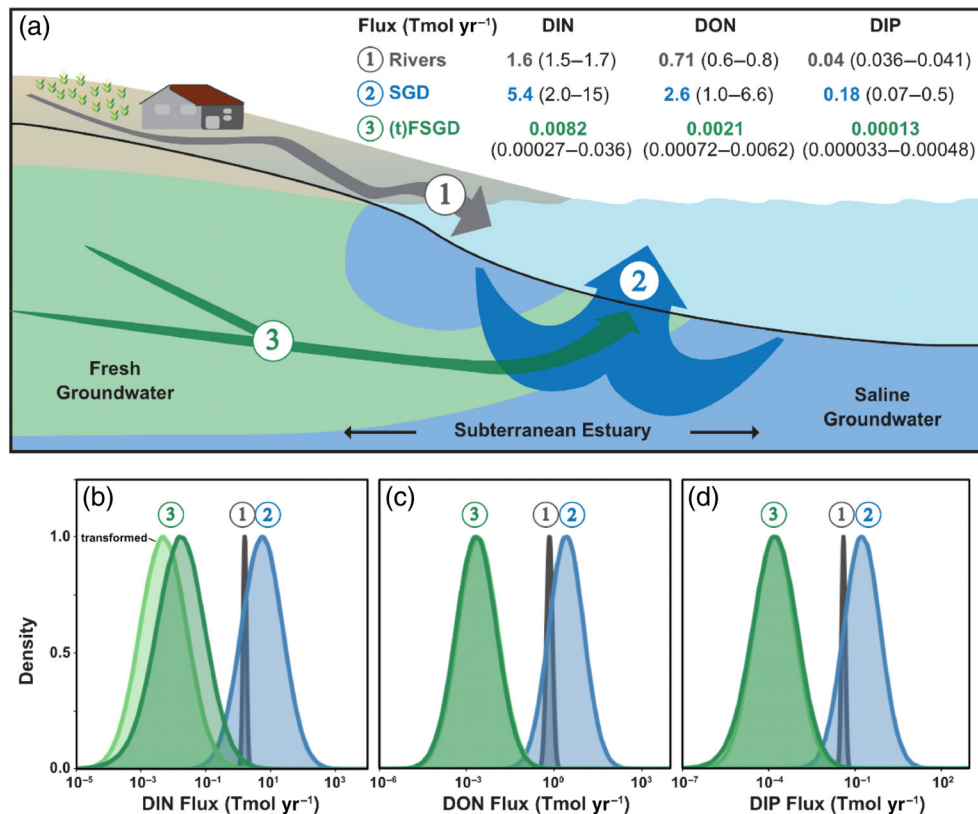 (a)
Flux (Tmol yr⁻¹) DIN DON DIP
1 Rivers 1.6 (1.5–1.7) 0.71 (0.6–0.8) 0.04 (0.036–0.041)
2 SGD 5.4 (2.0–15) 2.6 (1.0–6.6) 0.18 (0.07–0.5)
3 (t)FSGD 0.0082 0.0021 0.00013
(0.00027–0.036) (0.00072–0.0062) (0.000033–0.00048)
1
2
3
Fresh
Groundwater
Saline
Groundwater
Subterranean Estuary
(b) 3 1 2
transformed
(c) 3 1 2
(d) 3 1 2
Density
1.0
0.5
0.0
10⁻⁵ 10⁻³ 10⁻¹ 10¹ 10³
DIN Flux (Tmol yr⁻¹)
10⁻⁶ 10⁻³ 10⁰ 10³
DON Flux (Tmol yr⁻¹)
10⁻⁷ 10⁻⁴ 10⁻¹ 10²
DIP Flux (Tmol yr⁻¹)